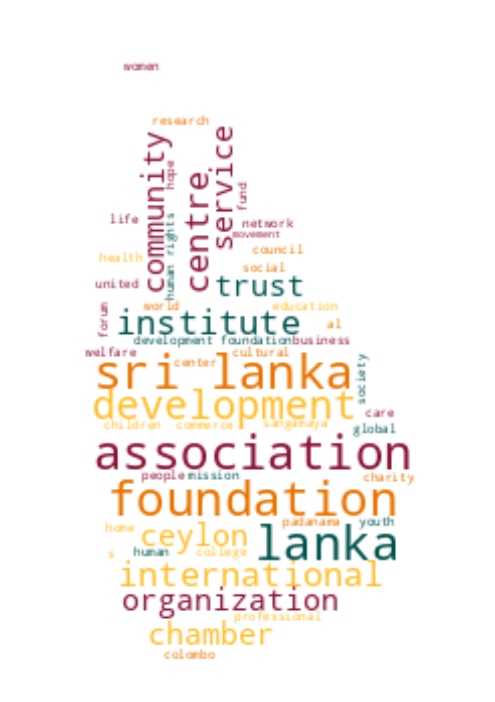 women
research
community
hope
centre
service
fund
life
human rights
network
movement
health
council
social
united
trust
forum
world
education
institute
al
development foundation
business
welfare
cultural
center
sri lanka
society
development
care
children
commerce
sangamaya
global
association
people
mission
charity
foundation
home
ceylon
padanama
youth
lanka
s
human
college
international
organization
professional
chamber
colombo